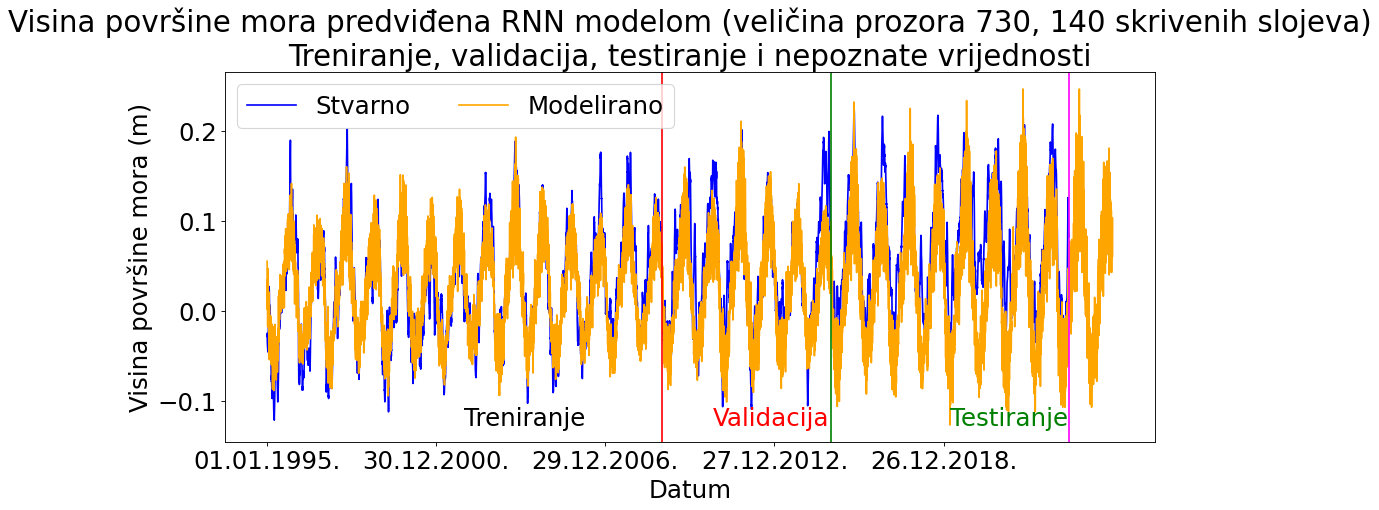 Visina površine mora predviđena RNN modelom (veličina prozora 730, 140 skrivenih slojeva)
Treniranje, validacija, testiranje i nepoznate vrijednosti
Stvarno Modelirano
Visina površine mora (m)
0.2
0.1
0.0
−0.1
Treniranje Validacija Testiranje
01.01.1995. 30.12.2000. 29.12.2006. 27.12.2012. 26.12.2018.
Datum